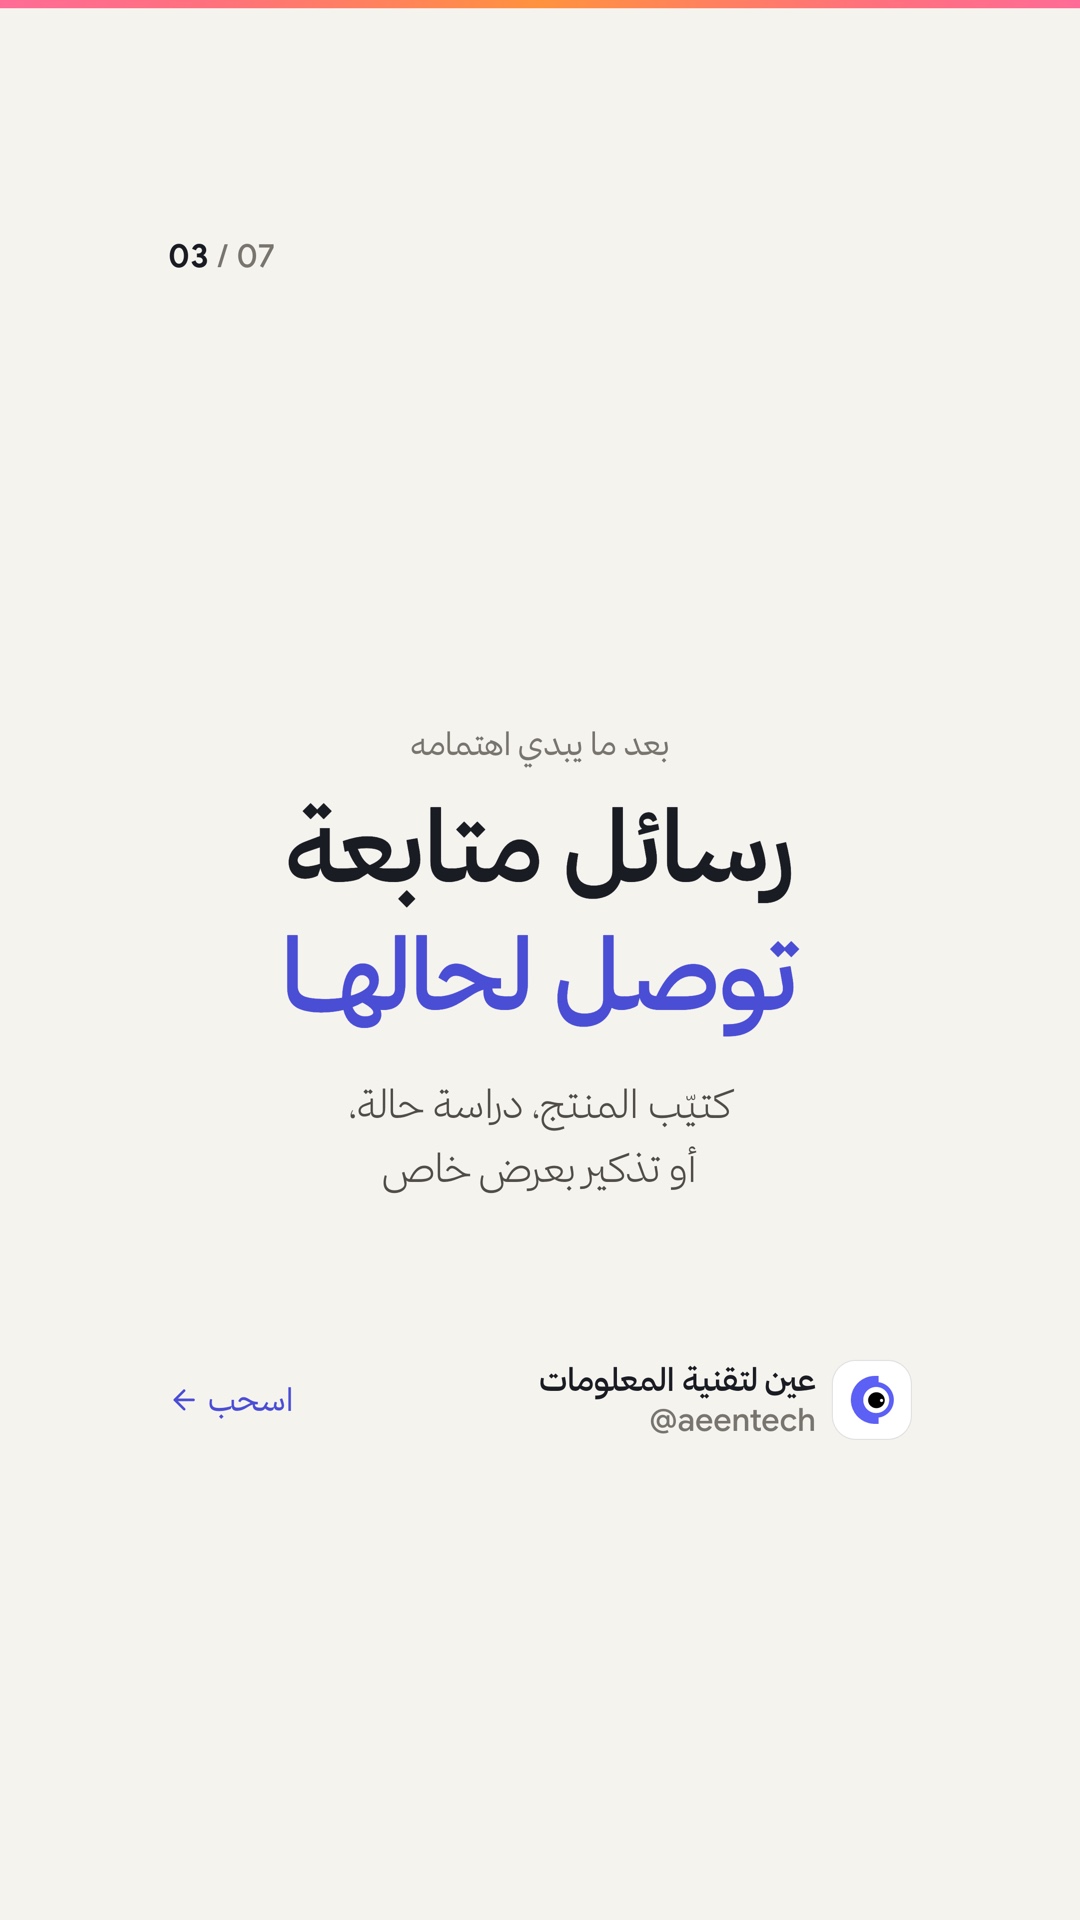 03 / 07
بعد ما يبدي اهتمامه
رسائل متابعة
توصل لحالهـا
كتيّب المنتج، دراسة حالة،
أو تذكير بعرض خاص
عين لتقنية المعلومات
@aeentech
اسحب ←